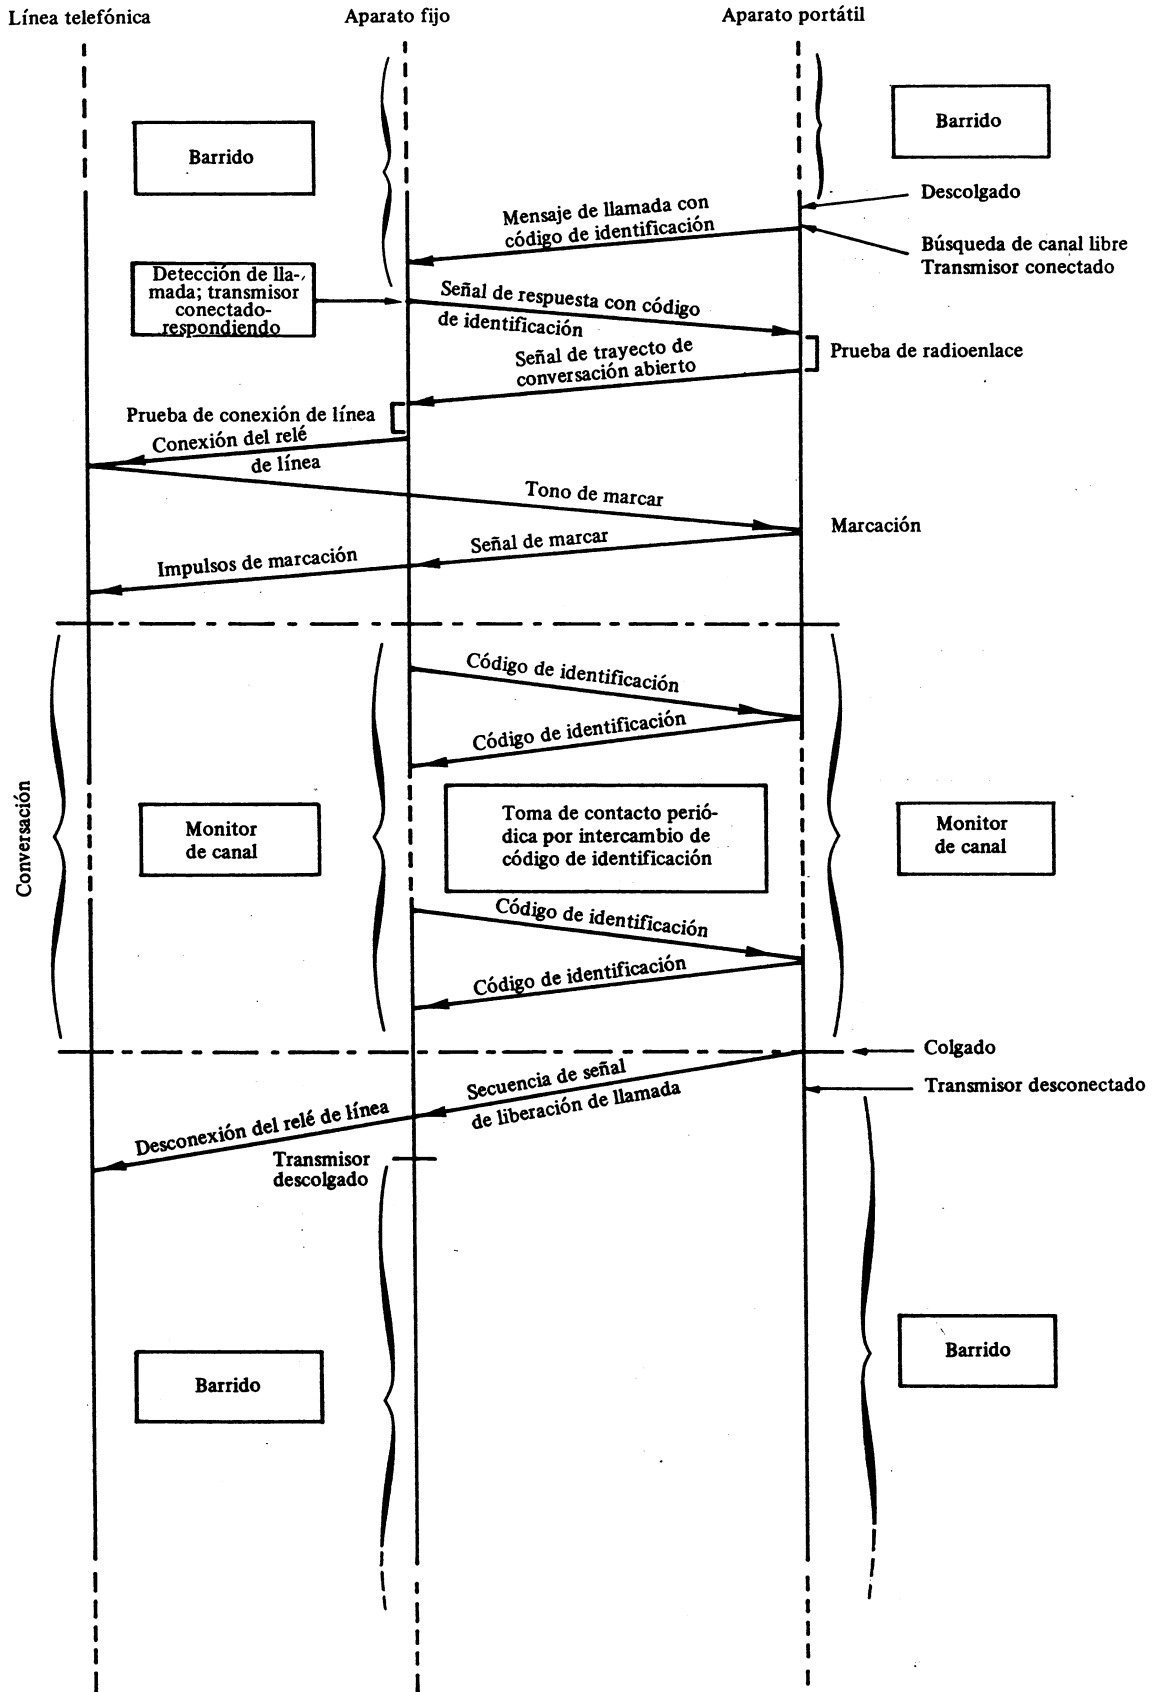 Línea telefónica
Aparato fijo
Aparato portátil
Barrido
Barrido
Descolgado
Mensaje de llamada con
código de identificación
Búsqueda de canal libre
Transmisor conectado
Detección de lla-
mada; transmisor
conectado-
respondiendo
Señal de respuesta con código
de identificación
Señal de trayecto de
conversación abierto
Prueba de radioenlace
Prueba de conexión de línea
Conexión del relé
de línea
Tono de marcar
Marcación
Señal de marcar
Impulsos de marcación
Código de identificación
Código de identificación
Conversación
Monitor
de canal
Toma de contacto perió-
dica por intercambio de
código de identificación
Monitor
de canal
Código de identificación
Código de identificación
Colgado
Secuencia de señal
de liberación de llamada
Transmisor desconectado
Desconexión del relé de línea
Transmisor
descolgado
Barrido
Barrido